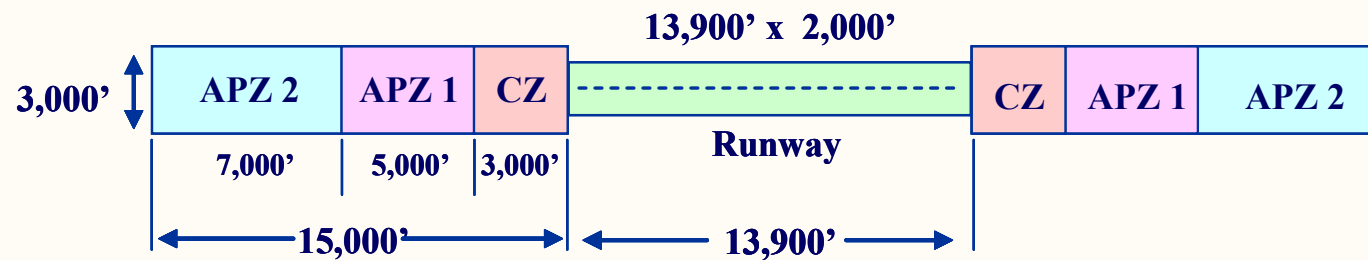 13,900’ x 2,000’
3,000’
APZ 2
APZ 1
CZ
CZ
APZ 1
APZ 2
Runway
7,000’
5,000’
3,000’
15,000’
13,900’